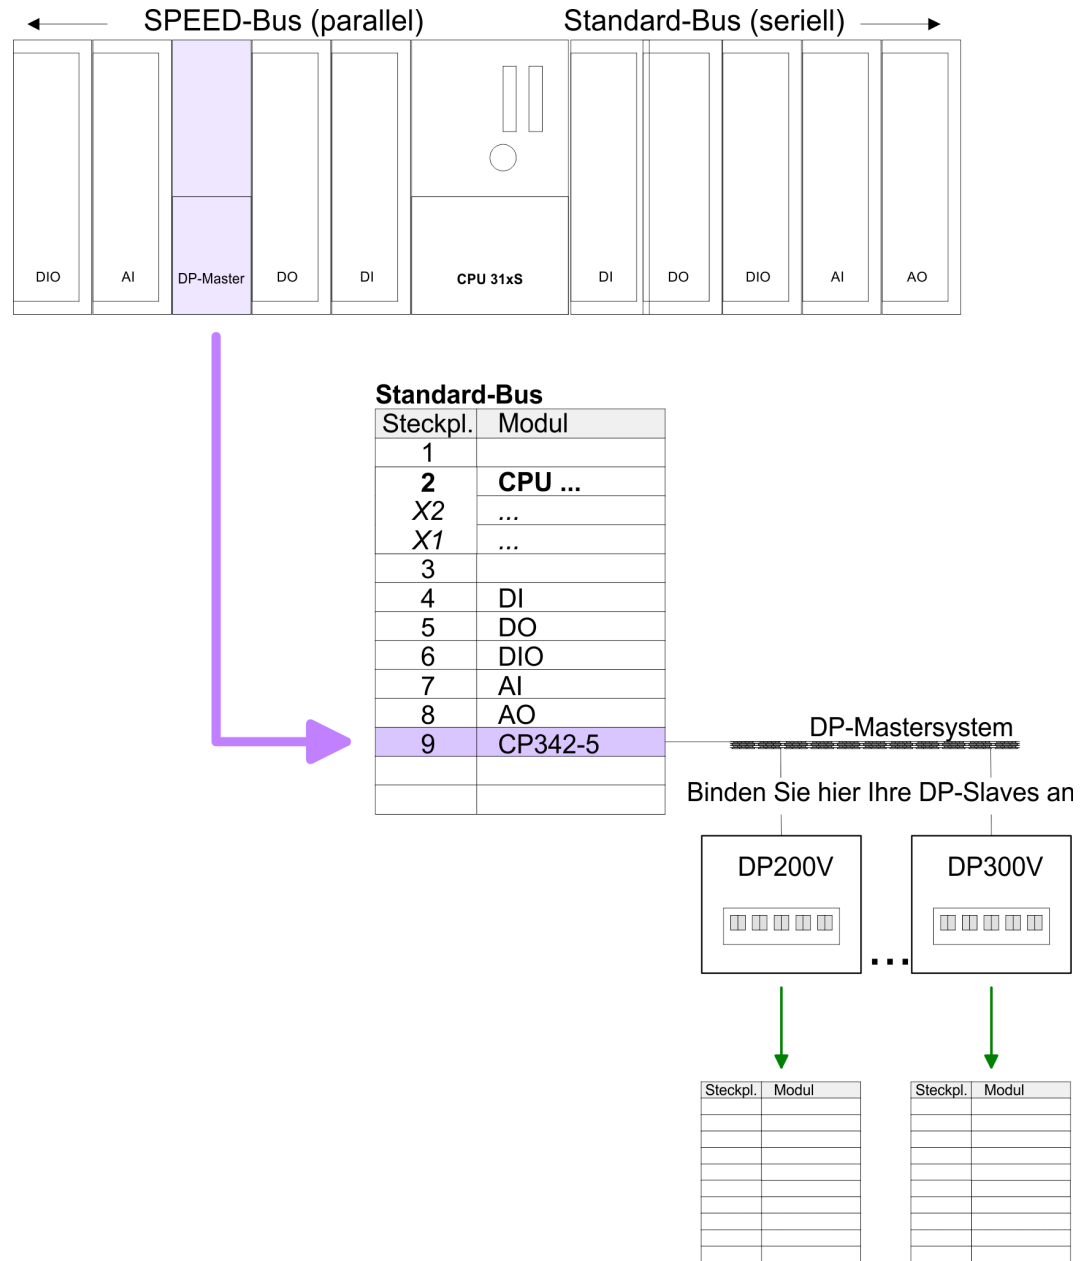 SPEED-Bus (parallel) Standard-Bus (seriell)
DIO AI DP-Master DO DI CPU 31xS DI DO DIO AI AO
Standard-Bus
Steckpl. Modul
1
2 CPU ...
X2 ...
X1 ...
3
4 DI
5 DO
6 DIO
7 AI
8 AO
9 CP342-5
DP-Mastersystem
Binden Sie hier Ihre DP-Slaves an
DP200V DP300V
...
Steckpl. Modul Steckpl. Modul